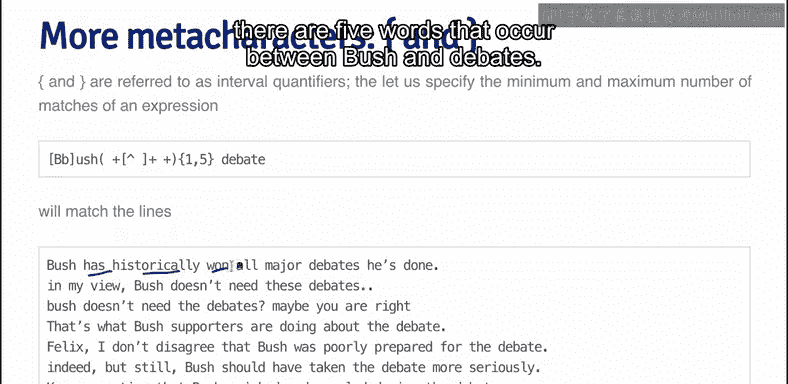 More metacharacters: { and }
there are five words that occur
between Bush and debates.
{ and } are referred to as interval quantifiers; the let us specify the minimum and maximum number of
matches of an expression
[Bb]ush( +[^ ]+ +){1,5} debate
will match the lines
Bush has historically won all major debates he's done.
in my view, Bush doesn't need these debates..
bush doesn't need the debates? maybe you are right
That's what Bush supporters are doing about the debate.
Felix, I don't disagree that Bush was poorly prepared for the debate.
indeed, but still, Bush should have taken the debate more seriously.